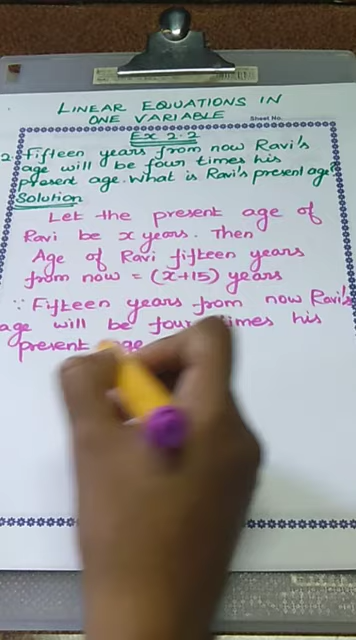 LINEAR EQUATIONS IN
ONE VARIABLE
Sheet No.
Ex 2.2
2. Fifteen years from now Ravi's
age will be four times his
present age. What is Ravi's present age?
Solution
Let the present age of
Ravi be x years. Then
Age of Ravi fifteen years
from now = (x+15) years
∵ Fifteen years from now Ravi's
age will be four times his
present age